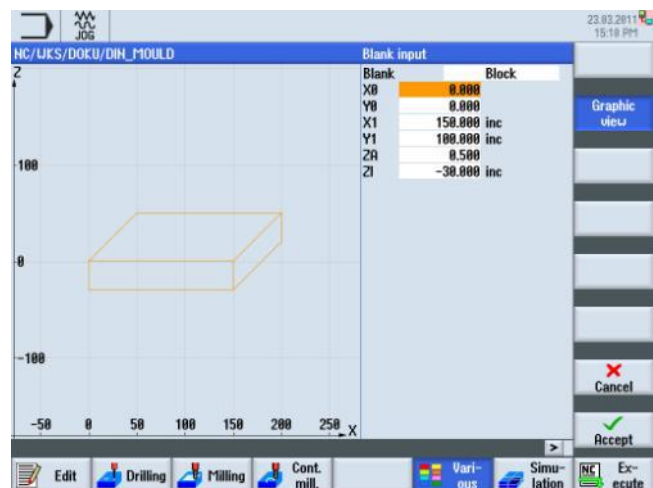 JOG
23.03.2011
15:18 PM
NC/WKS/DOKU/DIN_MOULD
Blank input
Z
Blank Block
X0 0.000
Y0 0.000
X1 150.000 inc
Y1 100.000 inc
ZA 0.500
ZI -30.000 inc
Graphic
view
100
0
-100
-50 0 50 100 150 200 250 X
Cancel
Accept
>
Edit
Drilling
Milling
Cont.
mill.
Vari-
ous
Simu-
lation
NC
Ex-
ecute